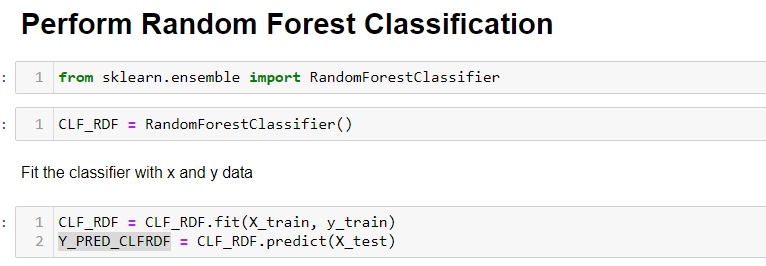 Perform Random Forest Classification
: 1 from sklearn.ensemble import RandomForestClassifier
: 1 CLF_RDF = RandomForestClassifier()
Fit the classifier with x and y data
: 1 CLF_RDF = CLF_RDF.fit(X_train, y_train)
2 Y_PRED_CLFRDF = CLF_RDF.predict(X_test)